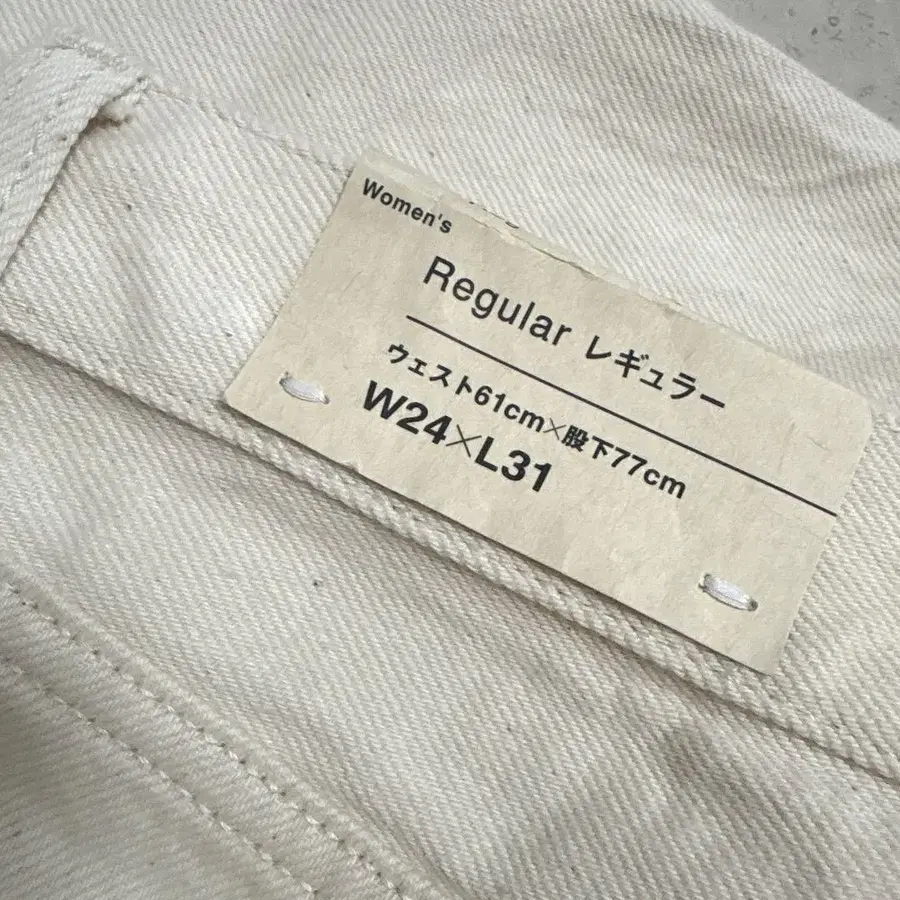 Women's
Regular レギュラー
ウェスト61cm×股下77cm
W24×L31